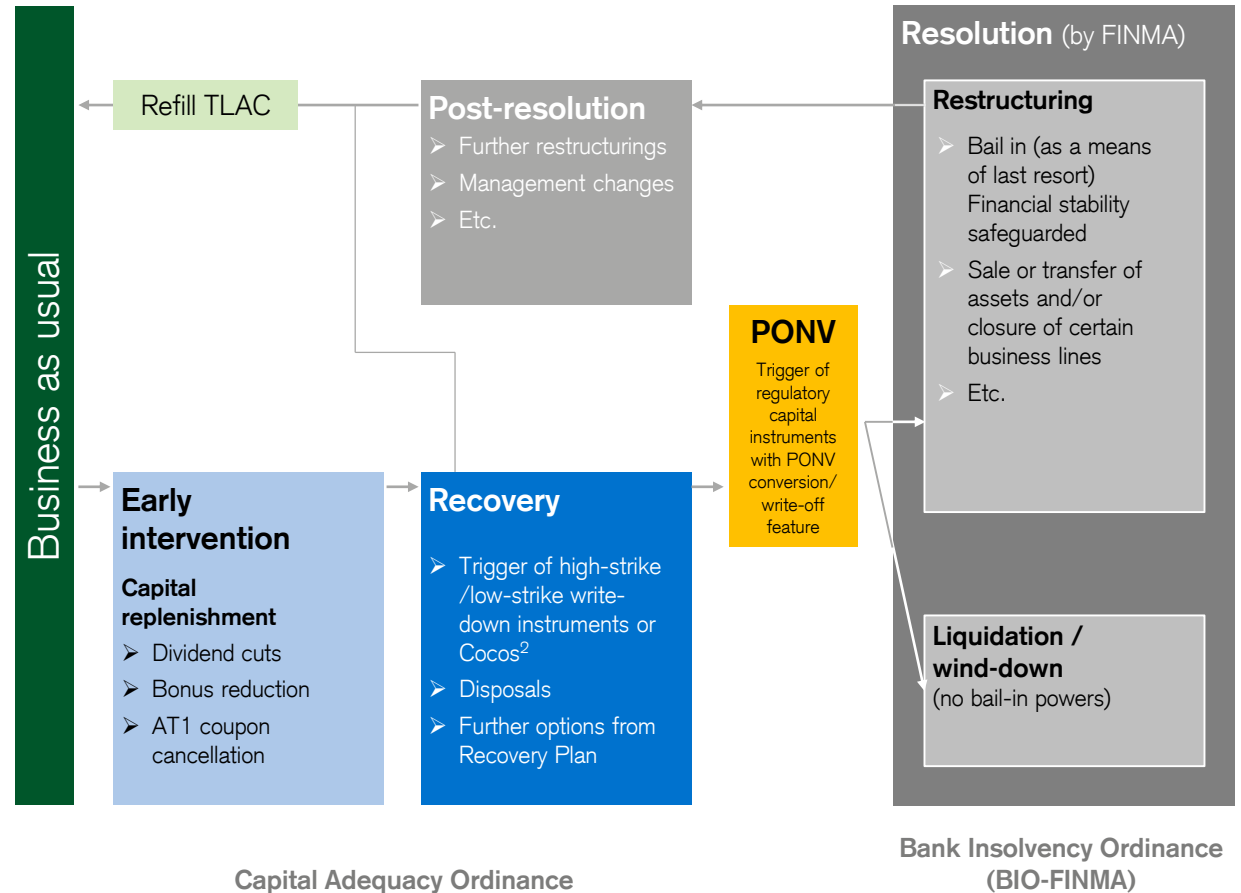 Business as usual
Refill TLAC
Post-resolution
➢ Further restructurings
➢ Management changes
➢ Etc.
Resolution (by FINMA)
Restructuring
➢ Bail in (as a means
of last resort)
Financial stability
safeguarded
➢ Sale or transfer of
assets and/or
closure of certain
business lines
➢ Etc.
Early
intervention
Capital
replenishment
➢ Dividend cuts
➢ Bonus reduction
➢ AT1 coupon
cancellation
Recovery
➢ Trigger of high-strike
/low-strike write-
down instruments or
Cocos²
➢ Disposals
➢ Further options from
Recovery Plan
PONV
Trigger of
regulatory
capital
instruments
with PONV
conversion/
write-off
feature
Liquidation /
wind-down
(no bail-in powers)
Capital Adequacy Ordinance
Bank Insolvency Ordinance
(BIO-FINMA)